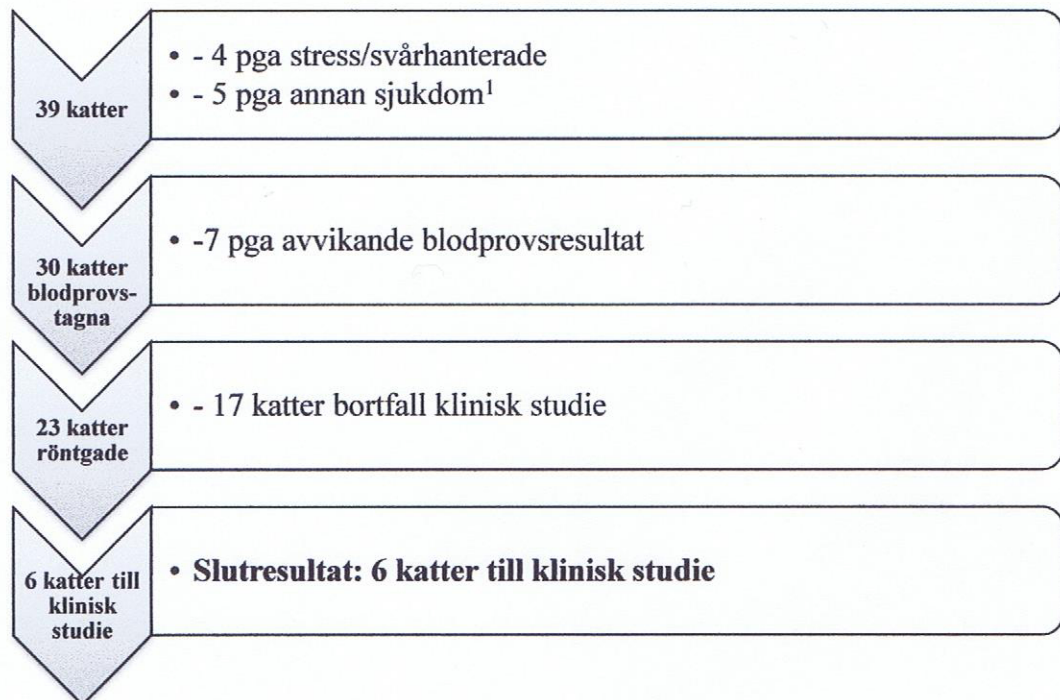 39 katter
• - 4 pga stress/svårhanterade
• - 5 pga annan sjukdom¹
30 katter
blodprovs-
tagna
• -7 pga avvikande blodprovsresultat
23 katter
röntgade
• - 17 katter bortfall klinisk studie
6 katter till
klinisk
studie
• Slutresultat: 6 katter till klinisk studie